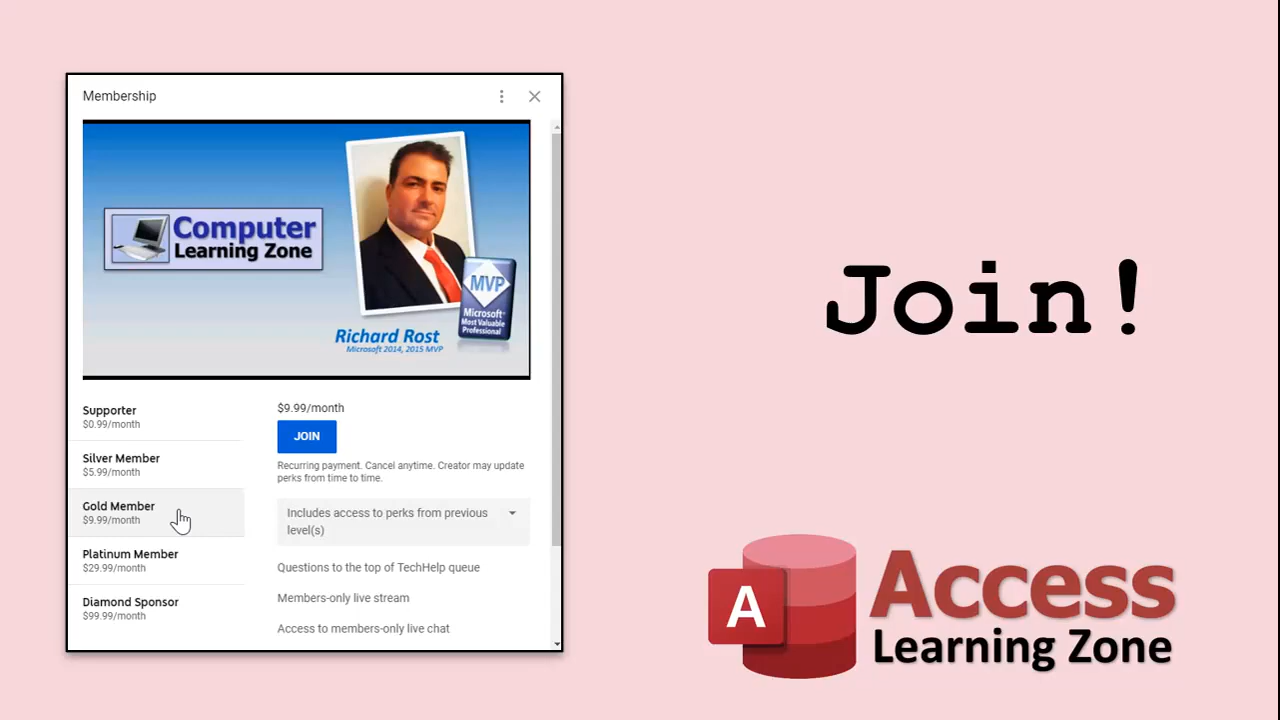 Membership
Computer
Learning Zone
MVP
Microsoft
Most Valuable
Professional
Richard Rost
Microsoft 2014, 2015 MVP
Supporter
$0.99/month
Silver Member
$5.99/month
Gold Member
$9.99/month
Platinum Member
$29.99/month
Diamond Sponsor
$99.99/month
$9.99/month
JOIN
Recurring payment. Cancel anytime. Creator may update
perks from time to time.
Includes access to perks from previous
level(s)
Questions to the top of TechHelp queue
Members-only live stream
Access to members-only live chat
Join!
A
Access
Learning Zone